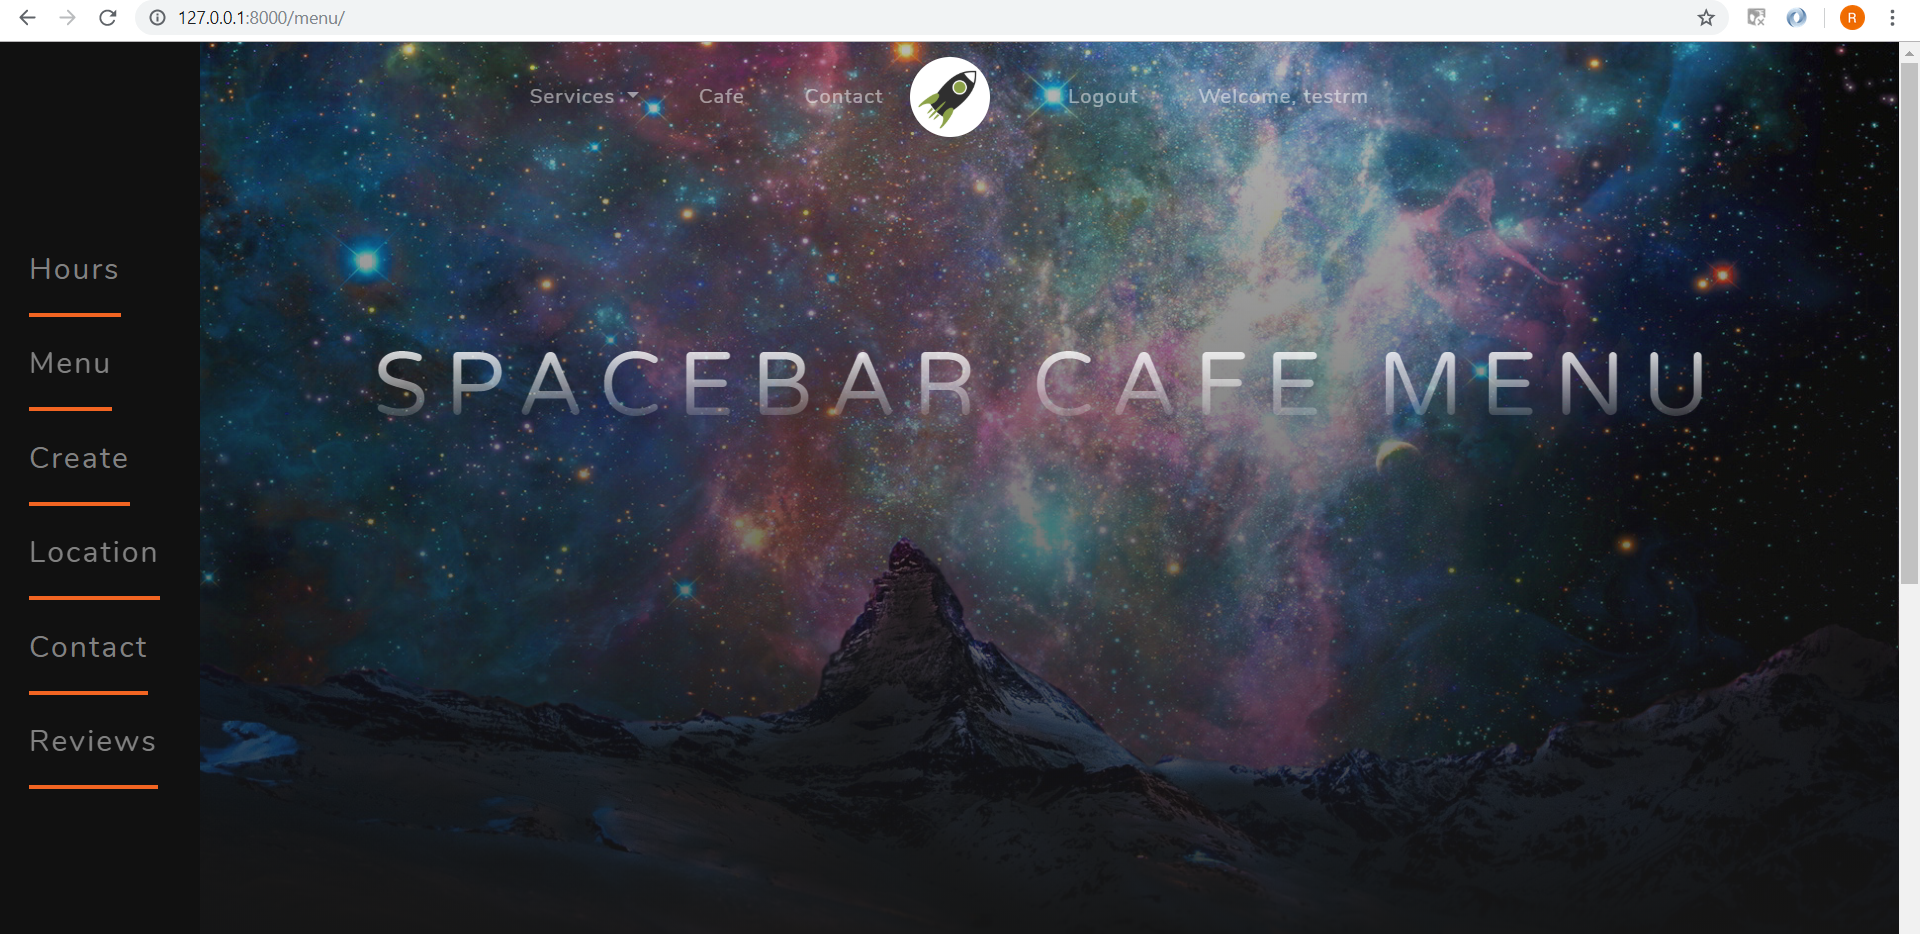 127.0.0.1:8000/menu/
R
Services Cafe Contact Logout Welcome, testrm
Hours
Menu
Create
Location
Contact
Reviews
SPACEBAR CAFE MENU